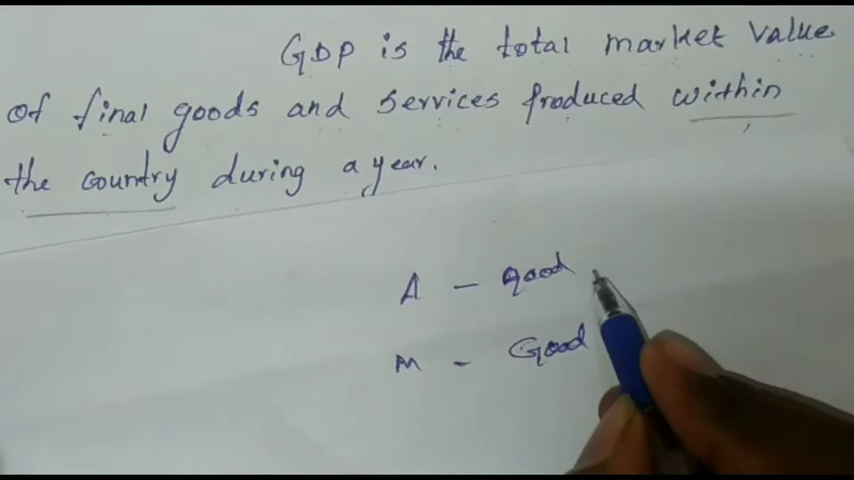 GDP is the total market value
of final goods and services produced within
the country during a year.
A - good
M - Good